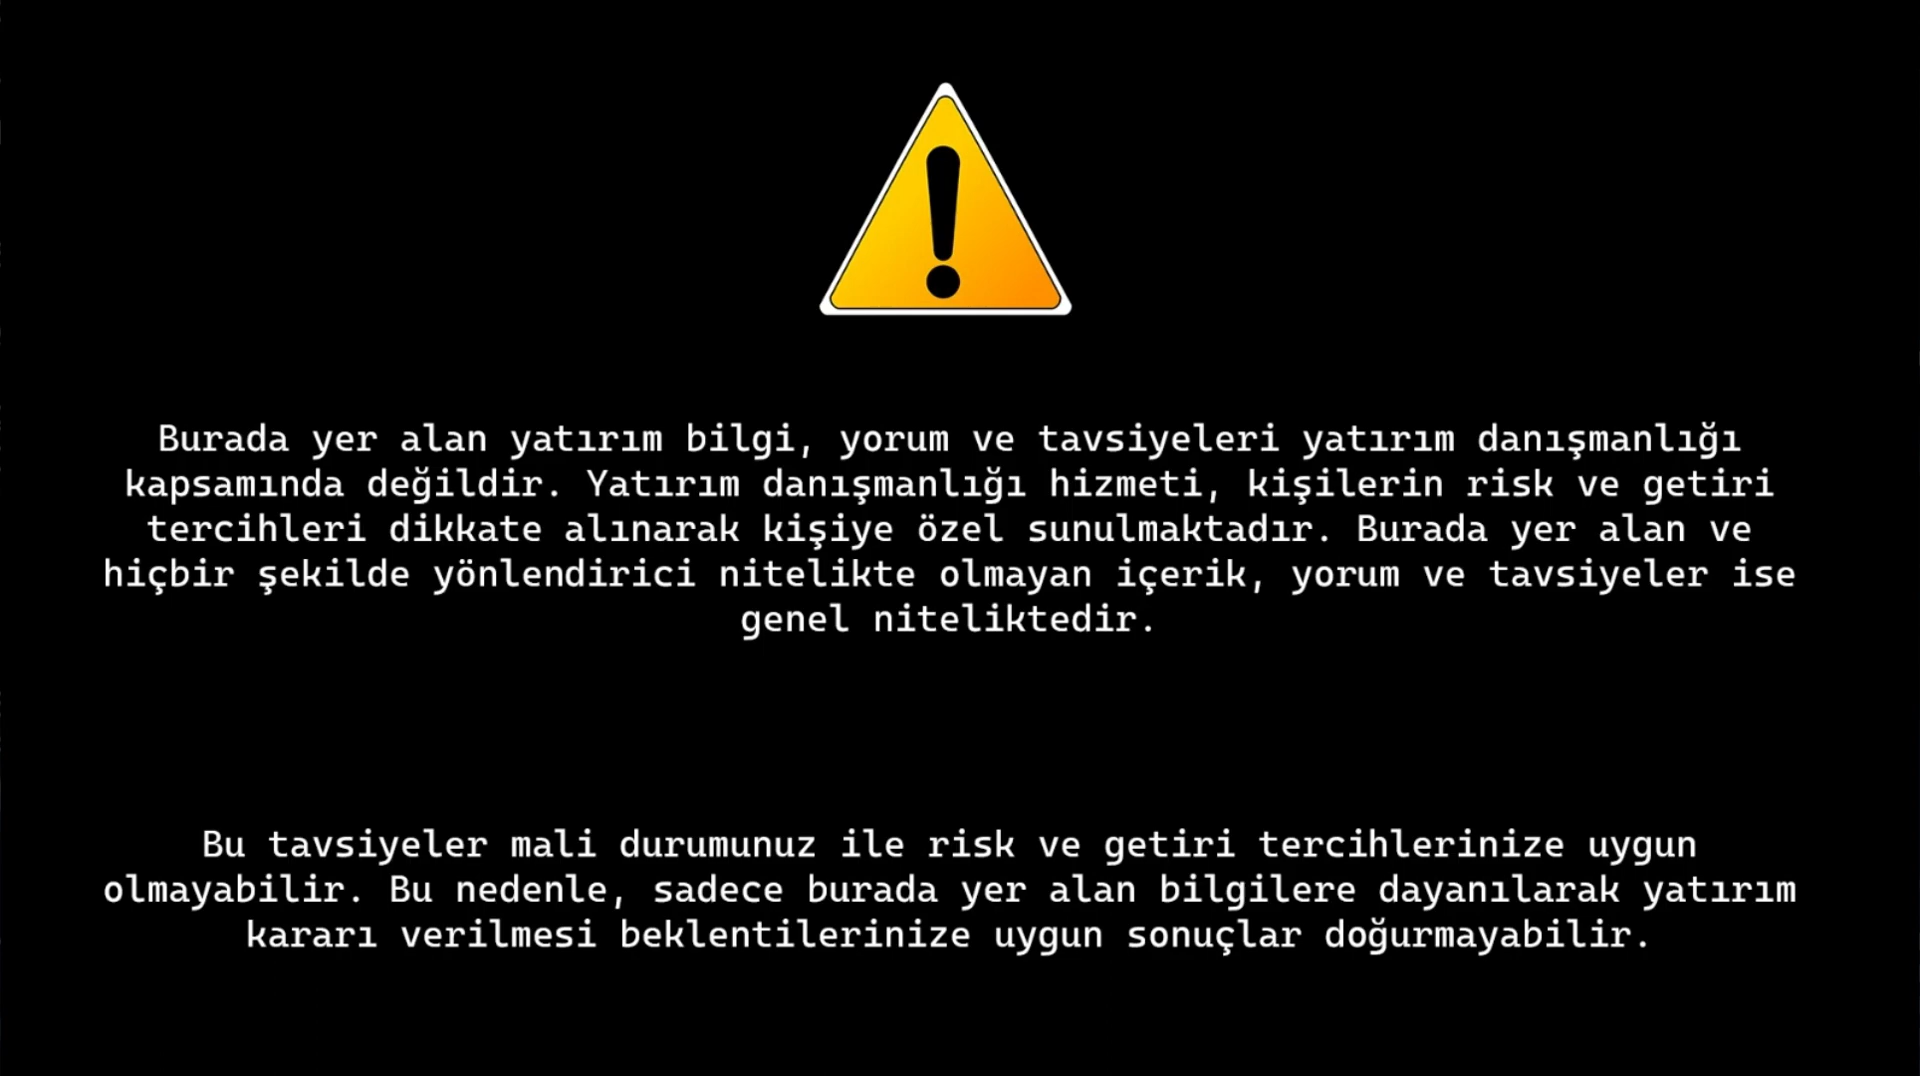 Burada yer alan yatırım bilgi, yorum ve tavsiyeleri yatırım danışmanlığı
kapsamında değildir. Yatırım danışmanlığı hizmeti, kişilerin risk ve getiri
tercihleri dikkate alınarak kişiye özel sunulmaktadır. Burada yer alan ve
hiçbir şekilde yönlendirici nitelikte olmayan içerik, yorum ve tavsiyeler ise
genel niteliktedir.
Bu tavsiyeler mali durumunuz ile risk ve getiri tercihlerinize uygun
olmayabilir. Bu nedenle, sadece burada yer alan bilgilere dayanılarak yatırım
kararı verilmesi beklentilerinize uygun sonuçlar doğurmayabilir.